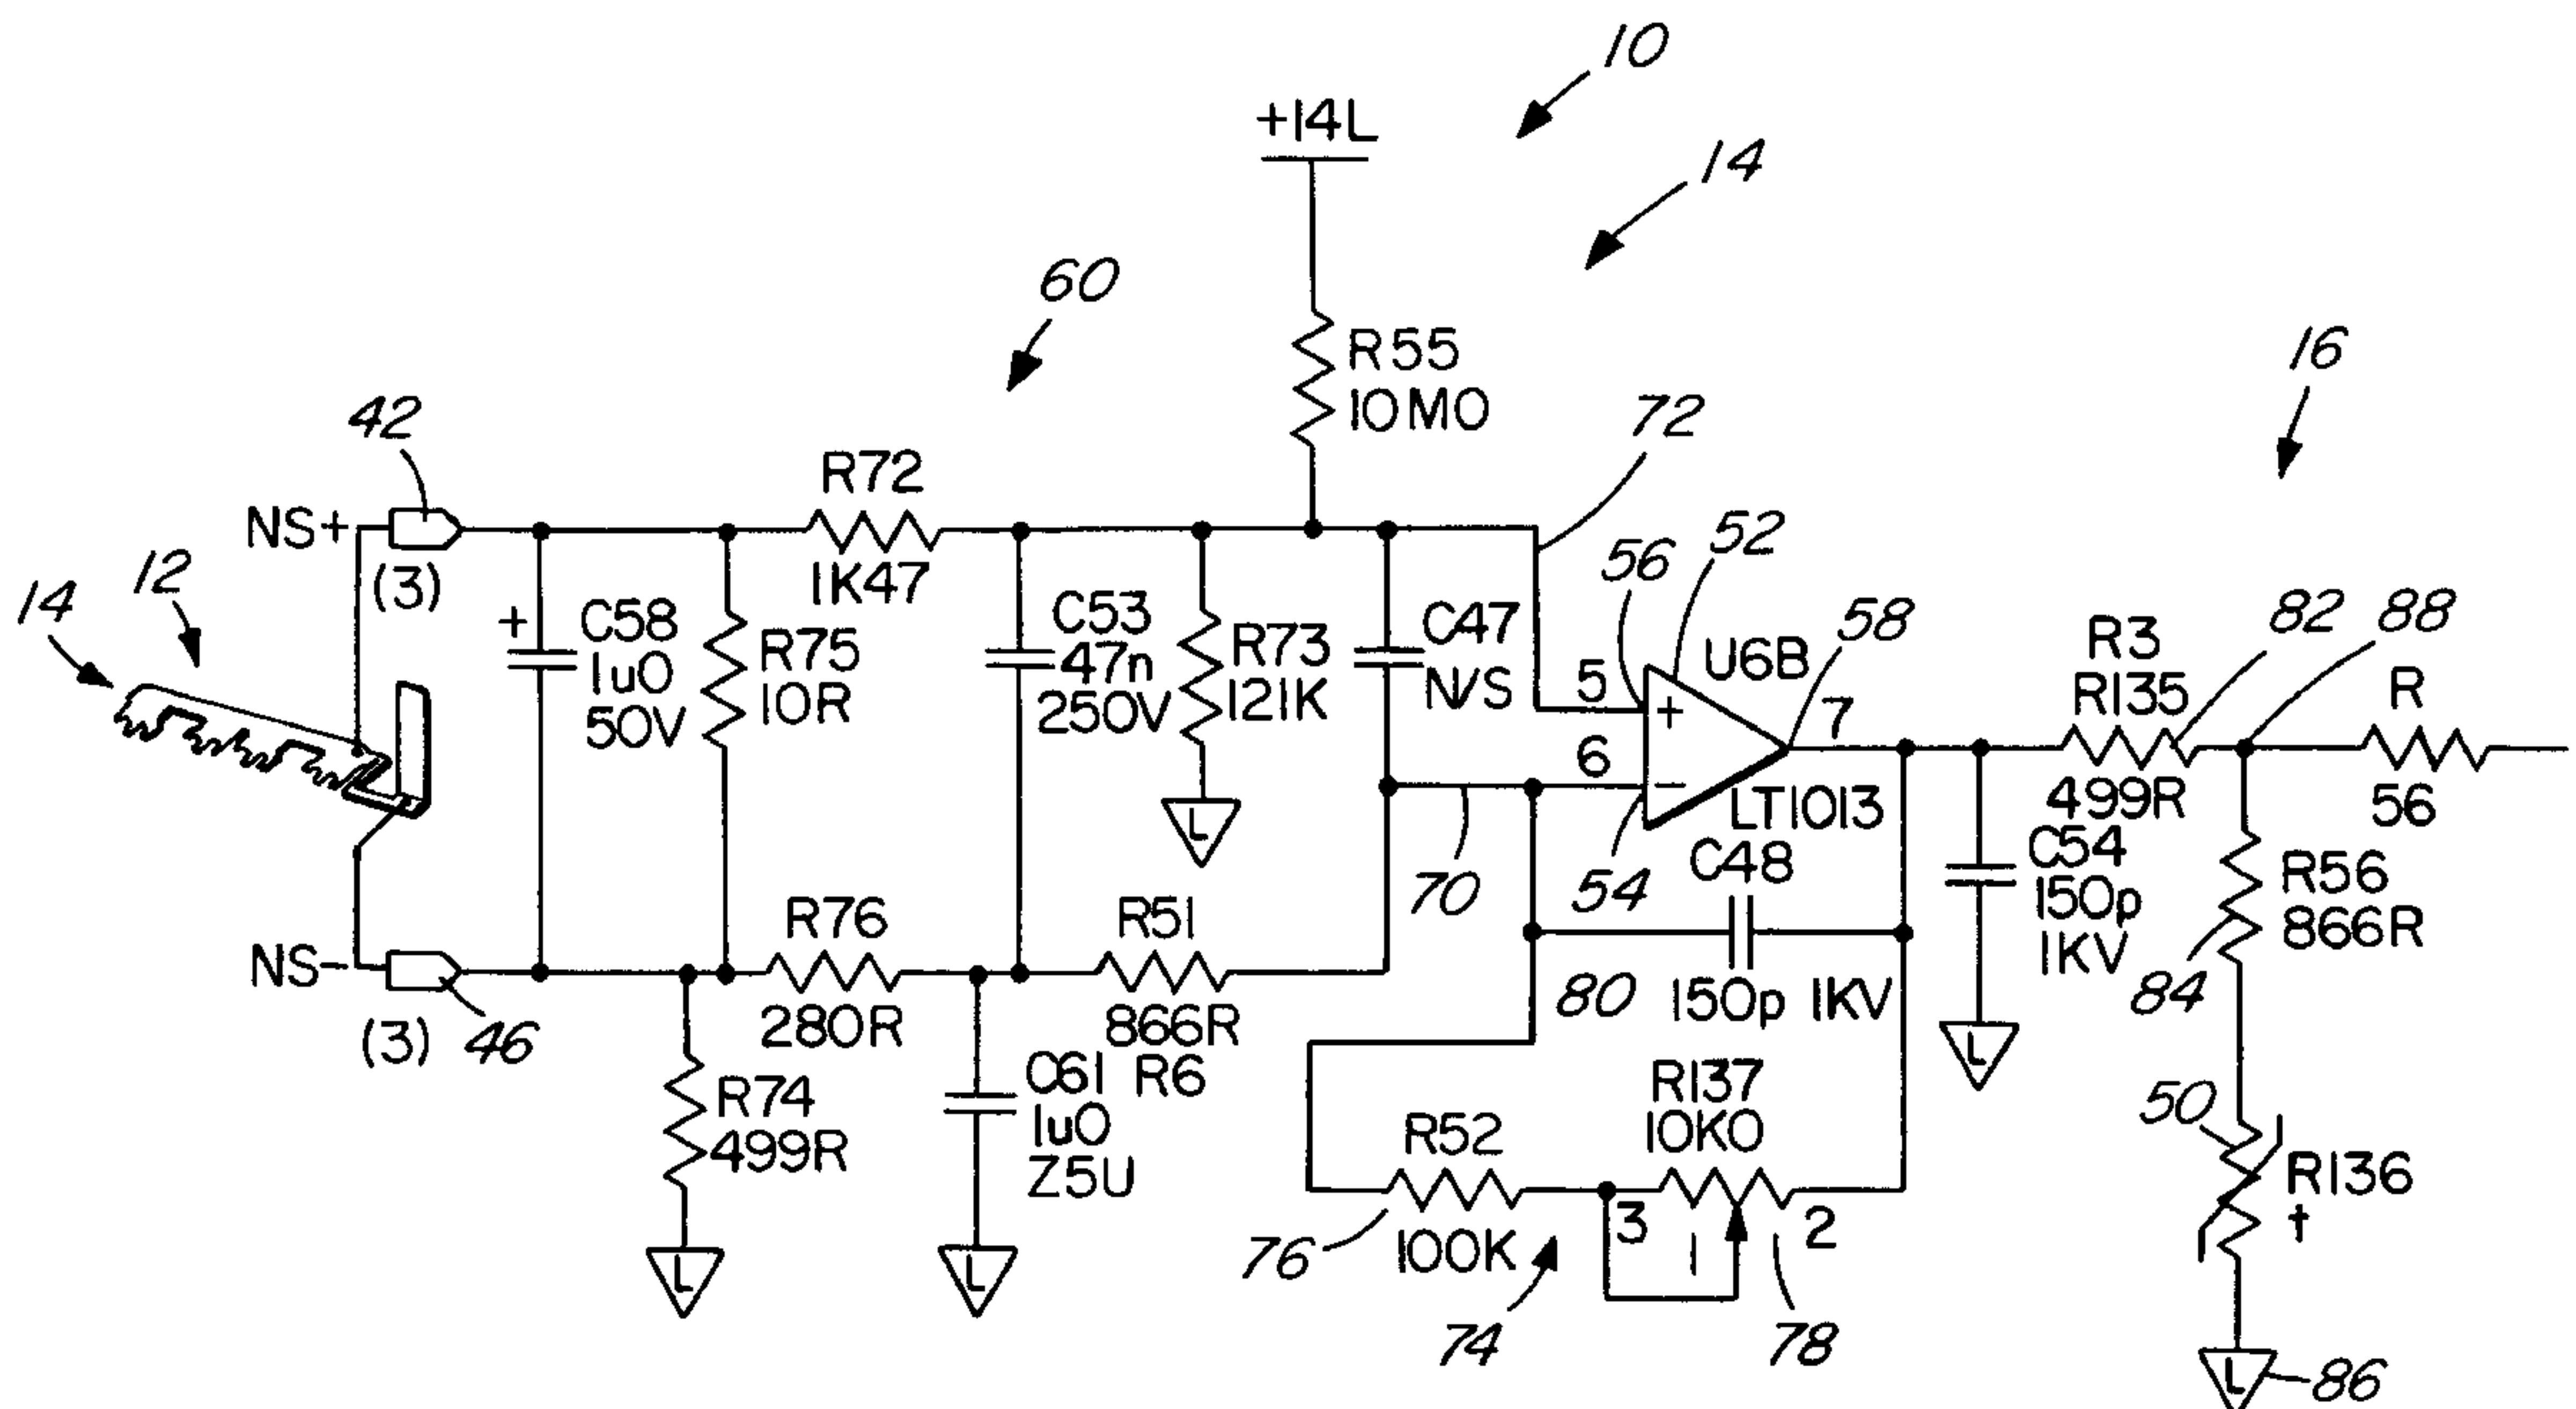 10
+14L
14
60
R55
10M0
16
42
72
NS+
R72
1K47
(3)
52
56
12
14
+
C58
1u0
50V
R75
10R
C53
47n
250V
R73
121K
C47
N/S
5
+
U6B
58
7
R3
R135
82
88
R
499R
56
6
−
LT1013
L
70
54
C48
C54
150p
1KV
R56
866R
84
NS−
(3)
46
R76
280R
R51
866R
R6
80
150p 1KV
L
R74
499R
C61
1u0
Z5U
R137
10K0
R52
100K
3
1
2
50
R136
t
76
74
78
L
L
L
86